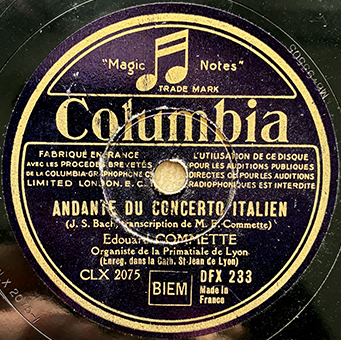 "Magic Notes"
TRADE MARK
Columbia
FABRIQUÉ EN FRANCE
AVEC LES PROCÉDÉS BREVETÉS
DE LA COLUMBIA GRAPHOPHONE CY
LIMITED LONDON, E. C. 1
L'UTILISATION DE CE DISQUE
POUR LES AUDITIONS PUBLIQUES
DIRECTES OU POUR LES AUDITIONS
RADIOPHONIQUES EST INTERDITE
ANDANTE DU CONCERTO ITALIEN
(J. S. Bach, transcription de M. E. Commette)
Edouard COMMETTE
Organiste de la Primatiale de Lyon
(Enreg. dans la Cath. St-Jean de Lyon)
CLX 2075
BIEM
DFX 233
Made in
France